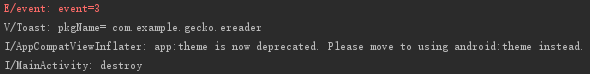 E/event: event=3
V/Toast: pkgName= com.example.gecko.ereader
I/AppCompatViewInflater: app:theme is now deprecated. Please move to using android:theme instead.
I/MainActivity: destroy